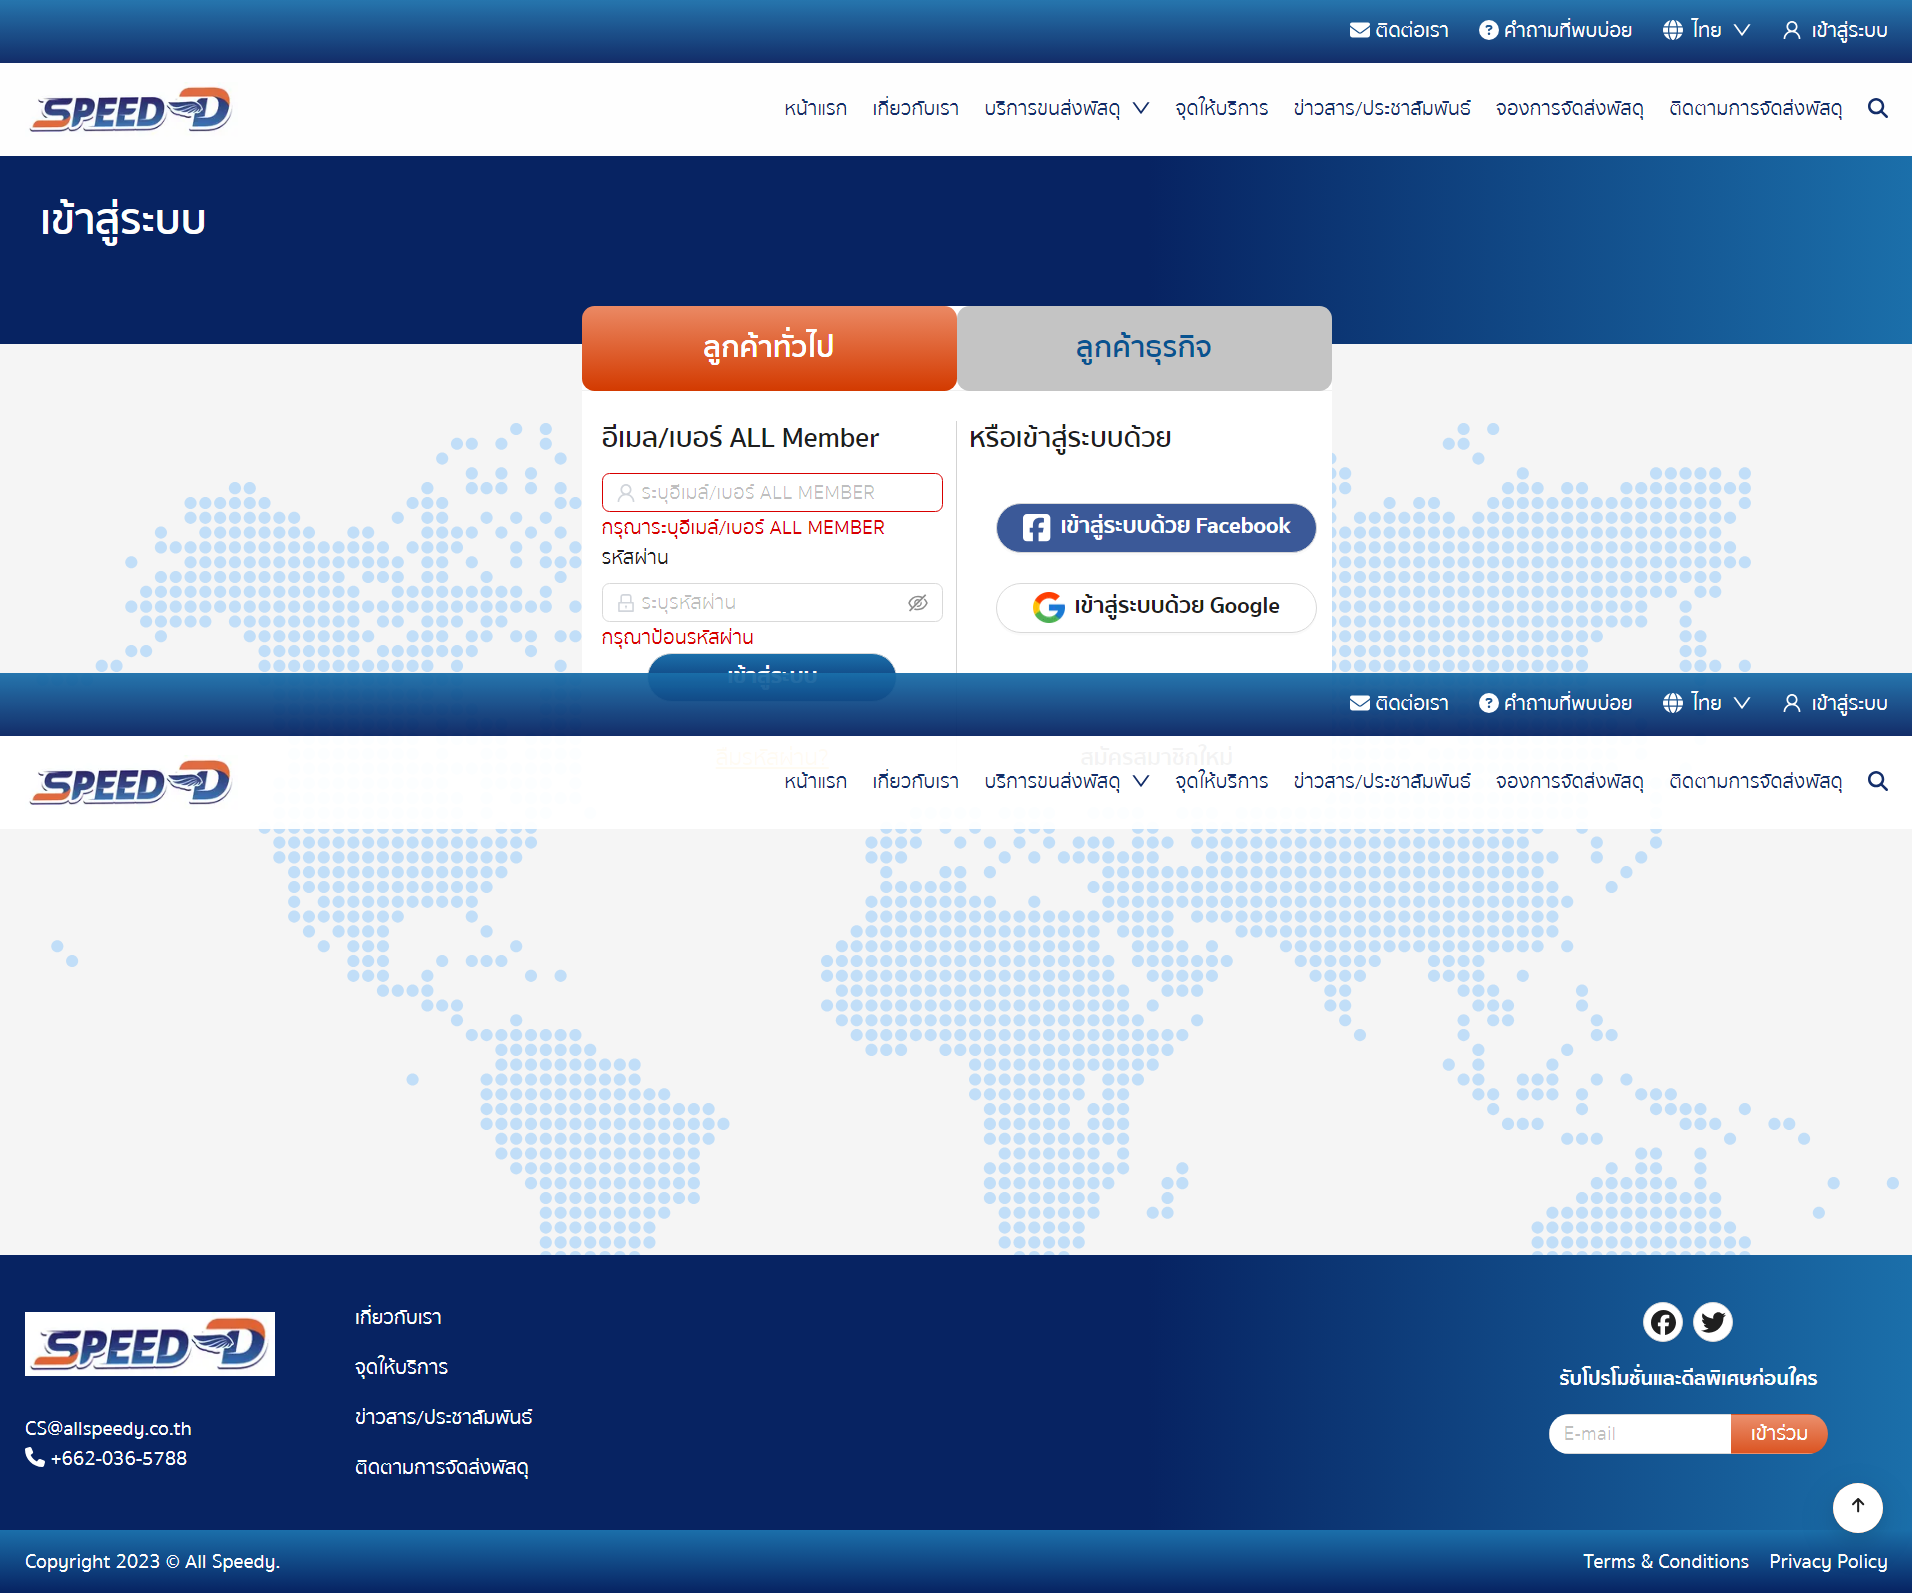 ติดต่อเรา คำถามที่พบบ่อย ไทย เข้าสู่ระบบ
SPEED-D หน้าแรก เกี่ยวกับเรา บริการขนส่งพัสดุ จุดให้บริการ ข่าวสาร/ประชาสัมพันธ์ จองการจัดส่งพัสดุ ติดตามการจัดส่งพัสดุ
เข้าสู่ระบบ
ลูกค้าทั่วไป ลูกค้าธุรกิจ
อีเมล/เบอร์ ALL Member
ระบุอีเมล์/เบอร์ ALL MEMBER
กรุณาระบุอีเมล์/เบอร์ ALL MEMBER
รหัสผ่าน
ระบุรหัสผ่าน
กรุณาป้อนรหัสผ่าน
เข้าสู่ระบบ
หรือเข้าสู่ระบบด้วย
เข้าสู่ระบบด้วย Facebook
เข้าสู่ระบบด้วย Google
ติดต่อเรา คำถามที่พบบ่อย ไทย เข้าสู่ระบบ
ลืมรหัสผ่าน? สมัครสมาชิกใหม่
SPEED-D หน้าแรก เกี่ยวกับเรา บริการขนส่งพัสดุ จุดให้บริการ ข่าวสาร/ประชาสัมพันธ์ จองการจัดส่งพัสดุ ติดตามการจัดส่งพัสดุ
SPEED-D
CS@allspeedy.co.th
+662-036-5788
เกี่ยวกับเรา
จุดให้บริการ
ข่าวสาร/ประชาสัมพันธ์
ติดตามการจัดส่งพัสดุ
รับโปรโมชั่นและดีลพิเศษก่อนใคร
E-mail เข้าร่วม
Copyright 2023 © All Speedy. Terms & Conditions Privacy Policy